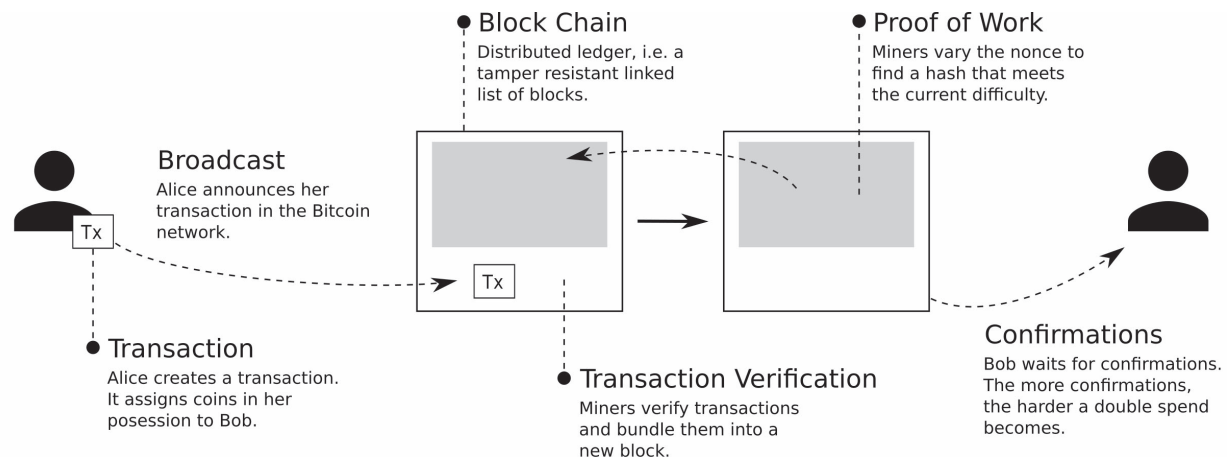 Block Chain
Distributed ledger, i.e. a
tamper resistant linked
list of blocks.
Proof of Work
Miners vary the nonce to
find a hash that meets
the current difficulty.
Broadcast
Alice announces her
transaction in the Bitcoin
network.
Tx
Tx
Transaction
Alice creates a transaction.
It assigns coins in her
posession to Bob.
Transaction Verification
Miners verify transactions
and bundle them into a
new block.
Confirmations
Bob waits for confirmations.
The more confirmations,
the harder a double spend
becomes.